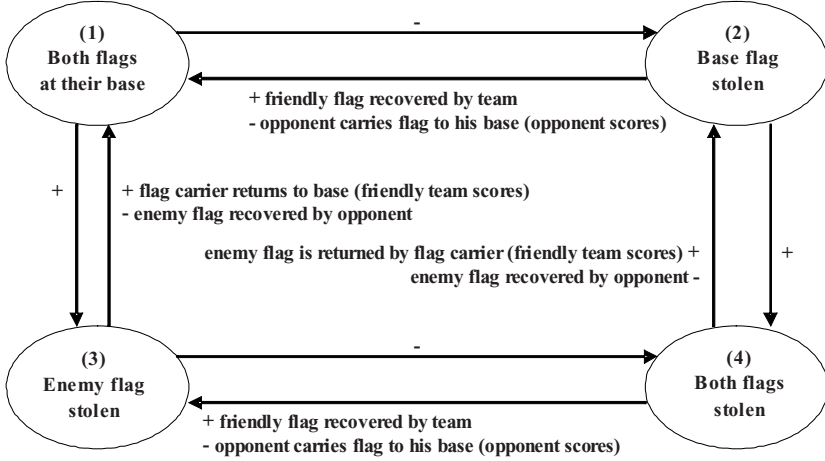 (1)
Both flags
at their base
-
(2)
Base flag
stolen
+ friendly flag recovered by team
- opponent carries flag to his base (opponent scores)
+
+ flag carrier returns to base (friendly team scores)
- enemy flag recovered by opponent
enemy flag is returned by flag carrier (friendly team scores) +
enemy flag recovered by opponent -
+
(3)
Enemy flag
stolen
-
(4)
Both flags
stolen
+ friendly flag recovered by team
- opponent carries flag to his base (opponent scores)